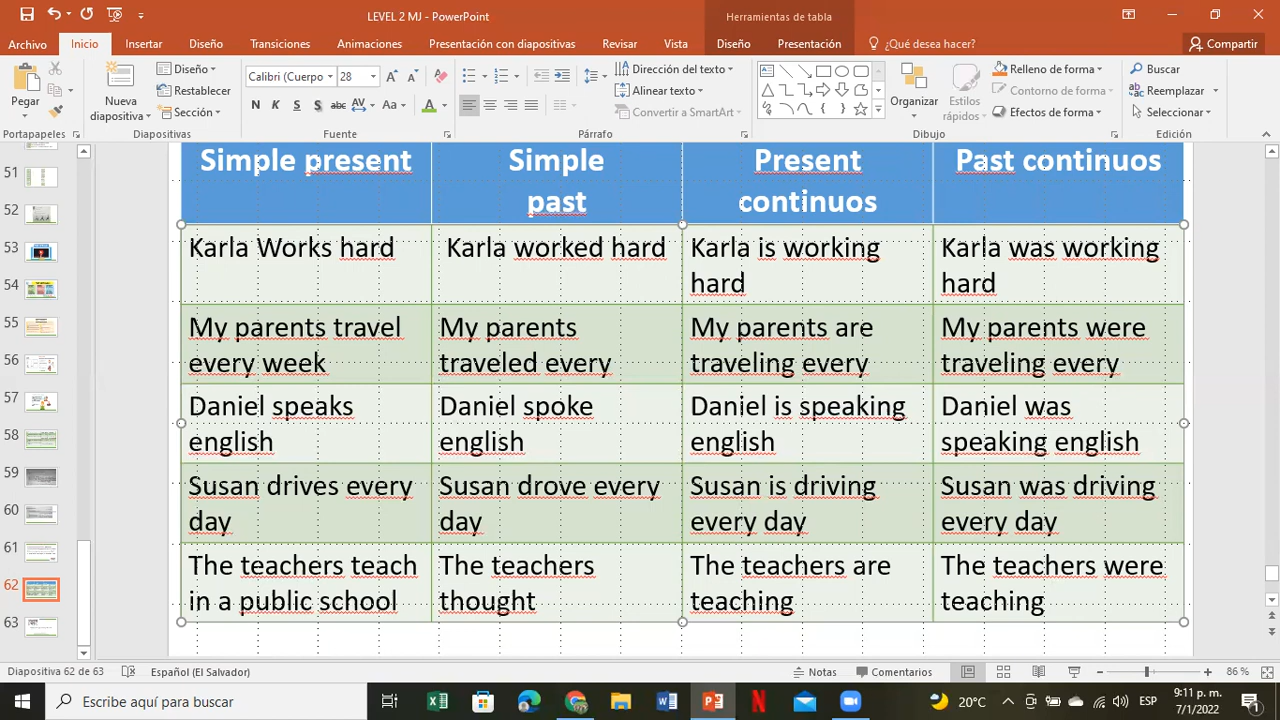 LEVEL 2 MJ - PowerPoint
Herramientas de tabla
Archivo Inicio Insertar Diseño Transiciones Animaciones Presentación con diapositivas Revisar Vista Diseño Presentación ¿Qué desea hacer? Compartir
Pegar
Nueva diapositiva
Diseño
Restablecer
Sección
Calibri (Cuerpo 28
N K S S abc AV Aa A
Dirección del texto
Alinear texto
Convertir a SmartArt
Organizar
Estilos rápidos
Relleno de forma
Contorno de forma
Efectos de forma
Buscar
Reemplazar
Seleccionar
Portapapeles Diapositivas Fuente Párrafo Dibujo Edición
51
52
53
54
55
56
57
58
59
60
61
62
63
Simple present
Simple
past
Present
continuos
Past continuos
Karla Works hard
Karla worked hard
Karla is working
hard
Karla was working
hard
My parents travel
every week
My parents
traveled every
My parents are
traveling every
My parents were
traveling every
Daniel speaks
english
Daniel spoke
english
Daniel is speaking
english
Daniel was
speaking english
Susan drives every
day
Susan drove every
day
Susan is driving
every day
Susan was driving
every day
The teachers teach
in a public school
The teachers
thought
The teachers are
teaching
The teachers were
teaching
Diapositiva 62 de 63 Español (El Salvador) Notas Comentarios 86 %
Escribe aquí para buscar 20°C ESP 9:11 p. m.
7/1/2022